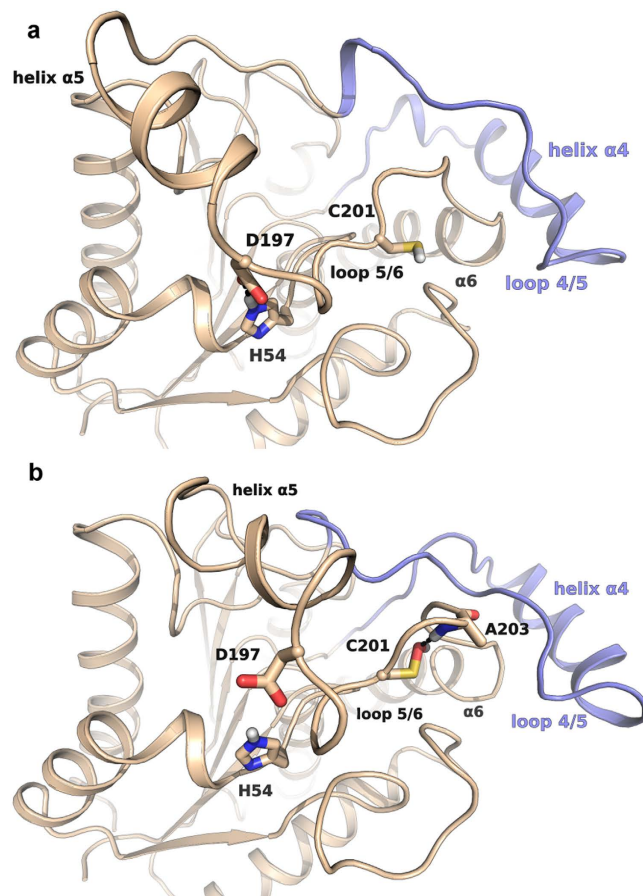 a
helix α5
helix α4
C201
D197
loop 5/6
α6
loop 4/5
H54
b
helix α5
helix α4
C201
A203
D197
loop 5/6
α6
loop 4/5
H54